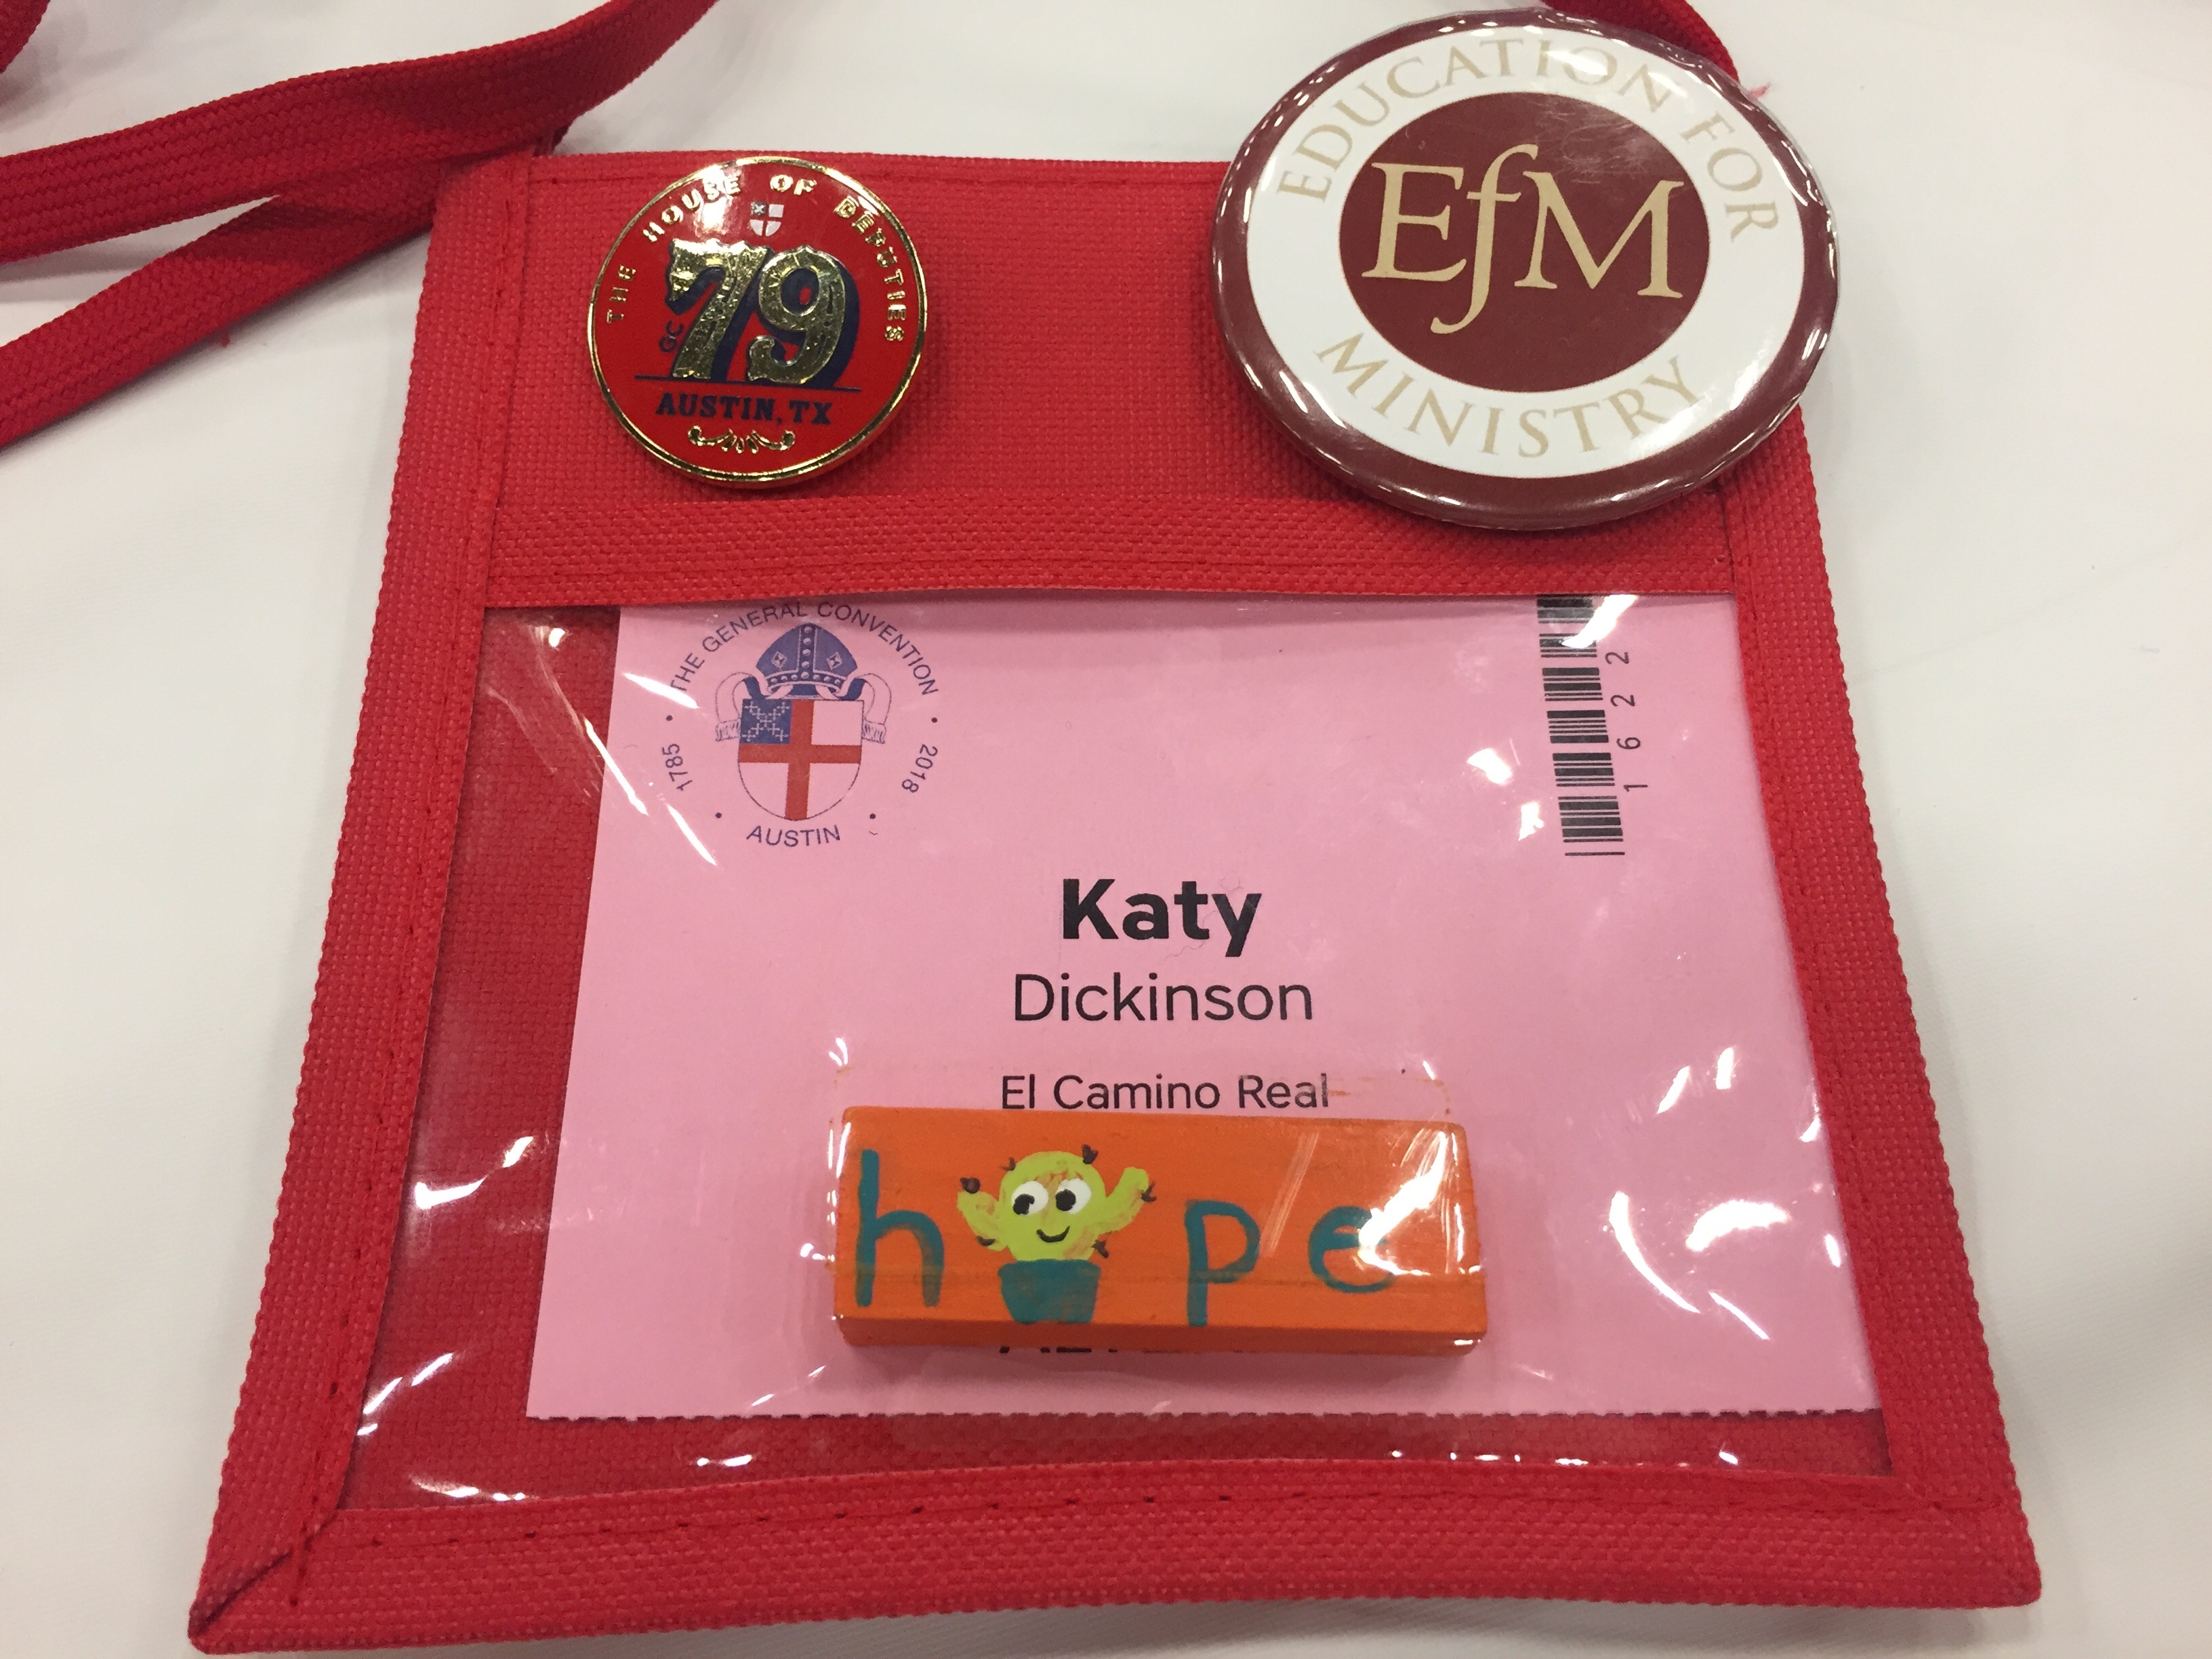 THE HOUSE OF DEPUTIES
GC
79
AUSTIN, TX
EDUCATION FOR
EfM
MINISTRY
THE GENERAL CONVENTION
1785
2018
AUSTIN
1622
Katy
Dickinson
El Camino Real
h pe